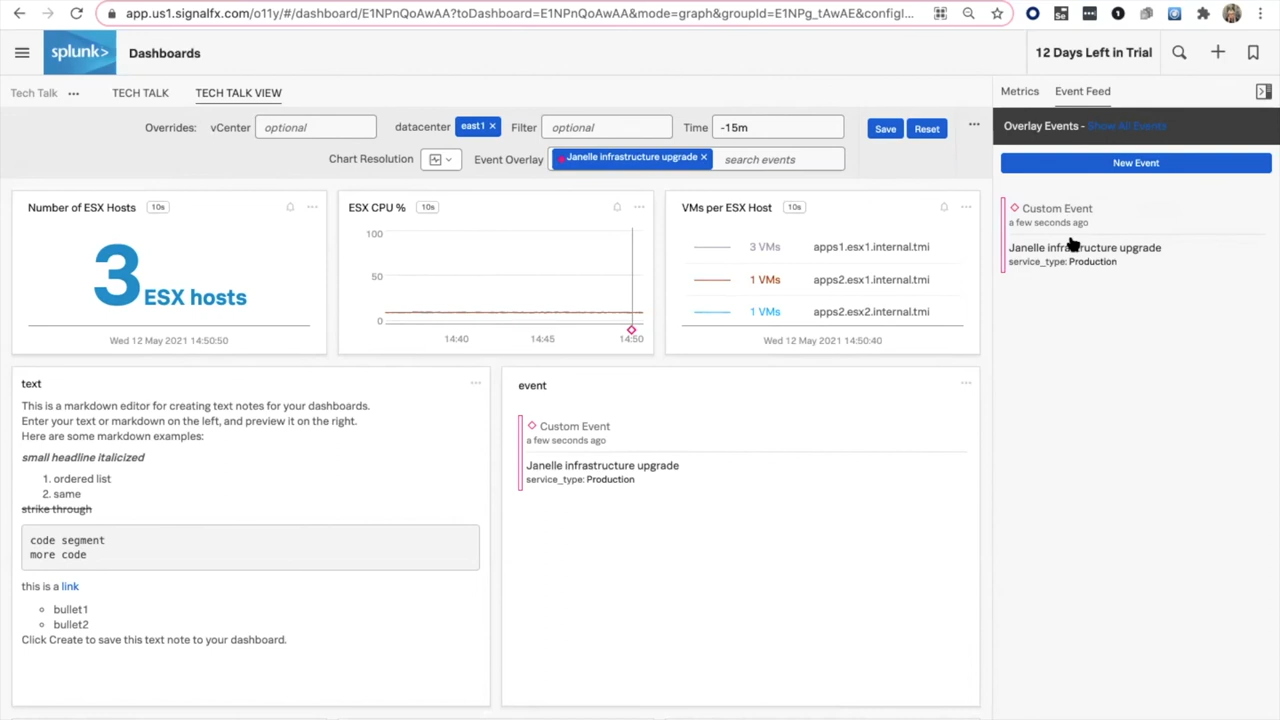 app.us1.signalfx.com/o11y/#/dashboard/E1NPnQoAwAA?toDashboard=E1NPnQoAwAA&mode=graph&groupId=E1NPg_tAwAE&configI...
splunk>
Dashboards
12 Days Left in Trial
Tech Talk
TECH TALK
TECH TALK VIEW
Metrics
Event Feed
Overrides:
vCenter
optional
datacenter
east1 ×
Filter
optional
Time
-15m
Save
Reset
Chart Resolution
Event Overlay
Janelle infrastructure upgrade ×
search events
Overlay Events - Show All Events
New Event
Custom Event
a few seconds ago
Janelle infrastructure upgrade
service_type: Production
Number of ESX Hosts
10s
3 ESX hosts
Wed 12 May 2021 14:50:50
ESX CPU %
10s
100
50
0
14:40
14:45
14:50
VMs per ESX Host
10s
3 VMs apps1.esx1.internal.tmi
1 VMs apps2.esx1.internal.tmi
1 VMs apps2.esx2.internal.tmi
Wed 12 May 2021 14:50:40
text
This is a markdown editor for creating text notes for your dashboards.
Enter your text or markdown on the left, and preview it on the right.
Here are some markdown examples:
small headline italicized
1. ordered list
2. same
strike through
code segment
more code
this is a link
bullet1
bullet2
Click Create to save this text note to your dashboard.
event
Custom Event
a few seconds ago
Janelle infrastructure upgrade
service_type: Production